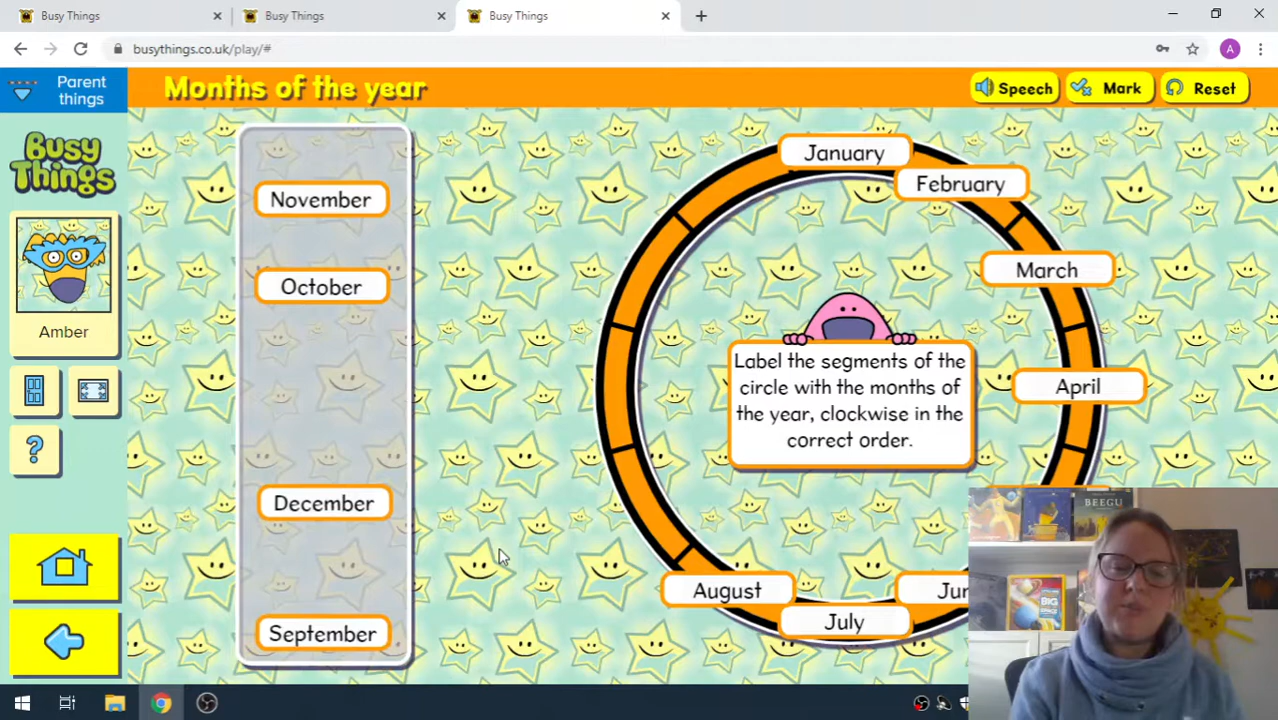 Busy Things
Busy Things
Busy Things
busythings.co.uk/play/#
A
Parent
things
Months of the year
Speech
Mark
Reset
Busy
Things
Amber
?
November
October
December
September
January
February
March
April
Label the segments of the
circle with the months of
the year, clockwise in the
correct order.
August
July
BEEGU
BIG